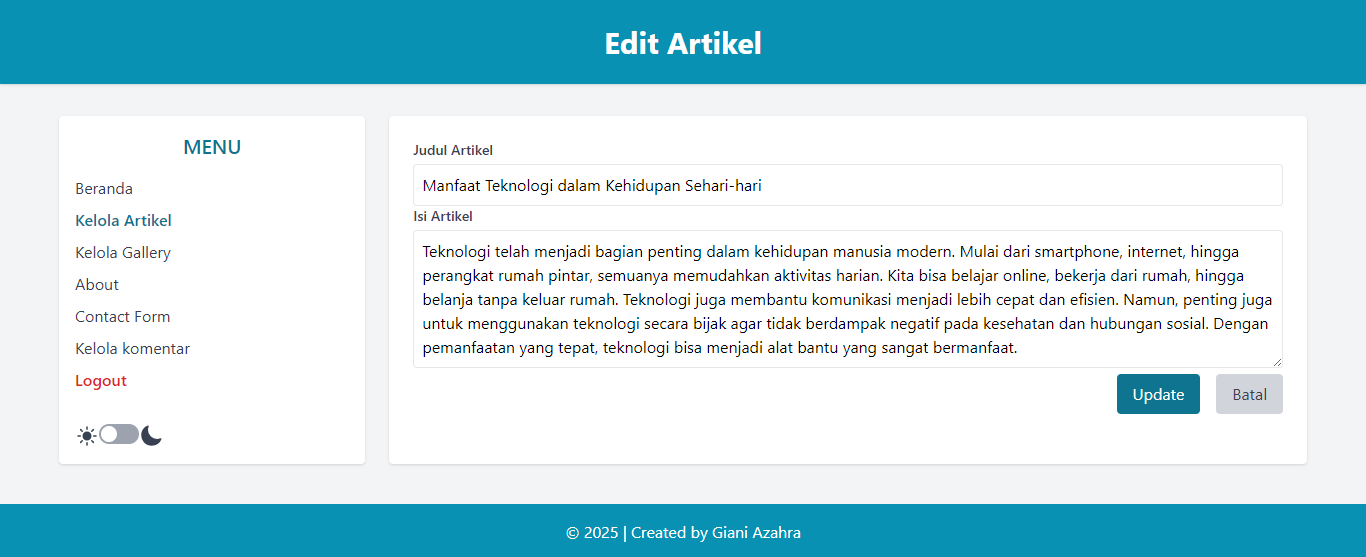 Edit Artikel
MENU
Beranda
Kelola Artikel
Kelola Gallery
About
Contact Form
Kelola komentar
Logout
Judul Artikel
Manfaat Teknologi dalam Kehidupan Sehari-hari
Isi Artikel
Teknologi telah menjadi bagian penting dalam kehidupan manusia modern. Mulai dari smartphone, internet, hingga
perangkat rumah pintar, semuanya memudahkan aktivitas harian. Kita bisa belajar online, bekerja dari rumah, hingga
belanja tanpa keluar rumah. Teknologi juga membantu komunikasi menjadi lebih cepat dan efisien. Namun, penting juga
untuk menggunakan teknologi secara bijak agar tidak berdampak negatif pada kesehatan dan hubungan sosial. Dengan
pemanfaatan yang tepat, teknologi bisa menjadi alat bantu yang sangat bermanfaat.
Update
Batal
© 2025 | Created by Giani Azahra